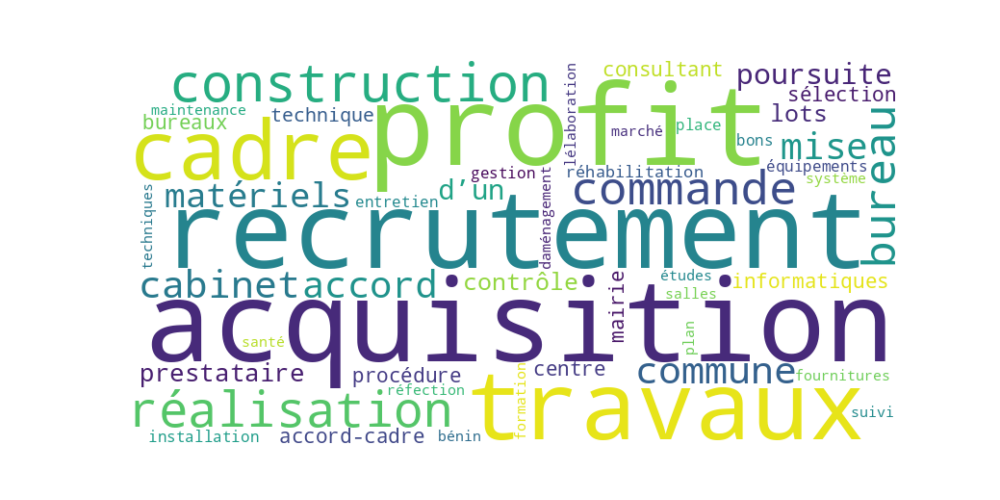 construction
consultant
poursuite
sélection
maintenance
technique
profit
lélaboration
marché
place
lots
bureaux
cadre
bons
mise
bureau
gestion
réhabilitation
équipements
système
matériels
entretien
d’un
daménagement
commande
techniques
recrutement
cabinet
accord
contrôle
études
informatiques
salles
mairie
acquisition
santé
plan
prestataire
procédure
centre
commune
fournitures
réfection
formation
réalisation
travaux
suivi
installation
accord-cadre
bénin